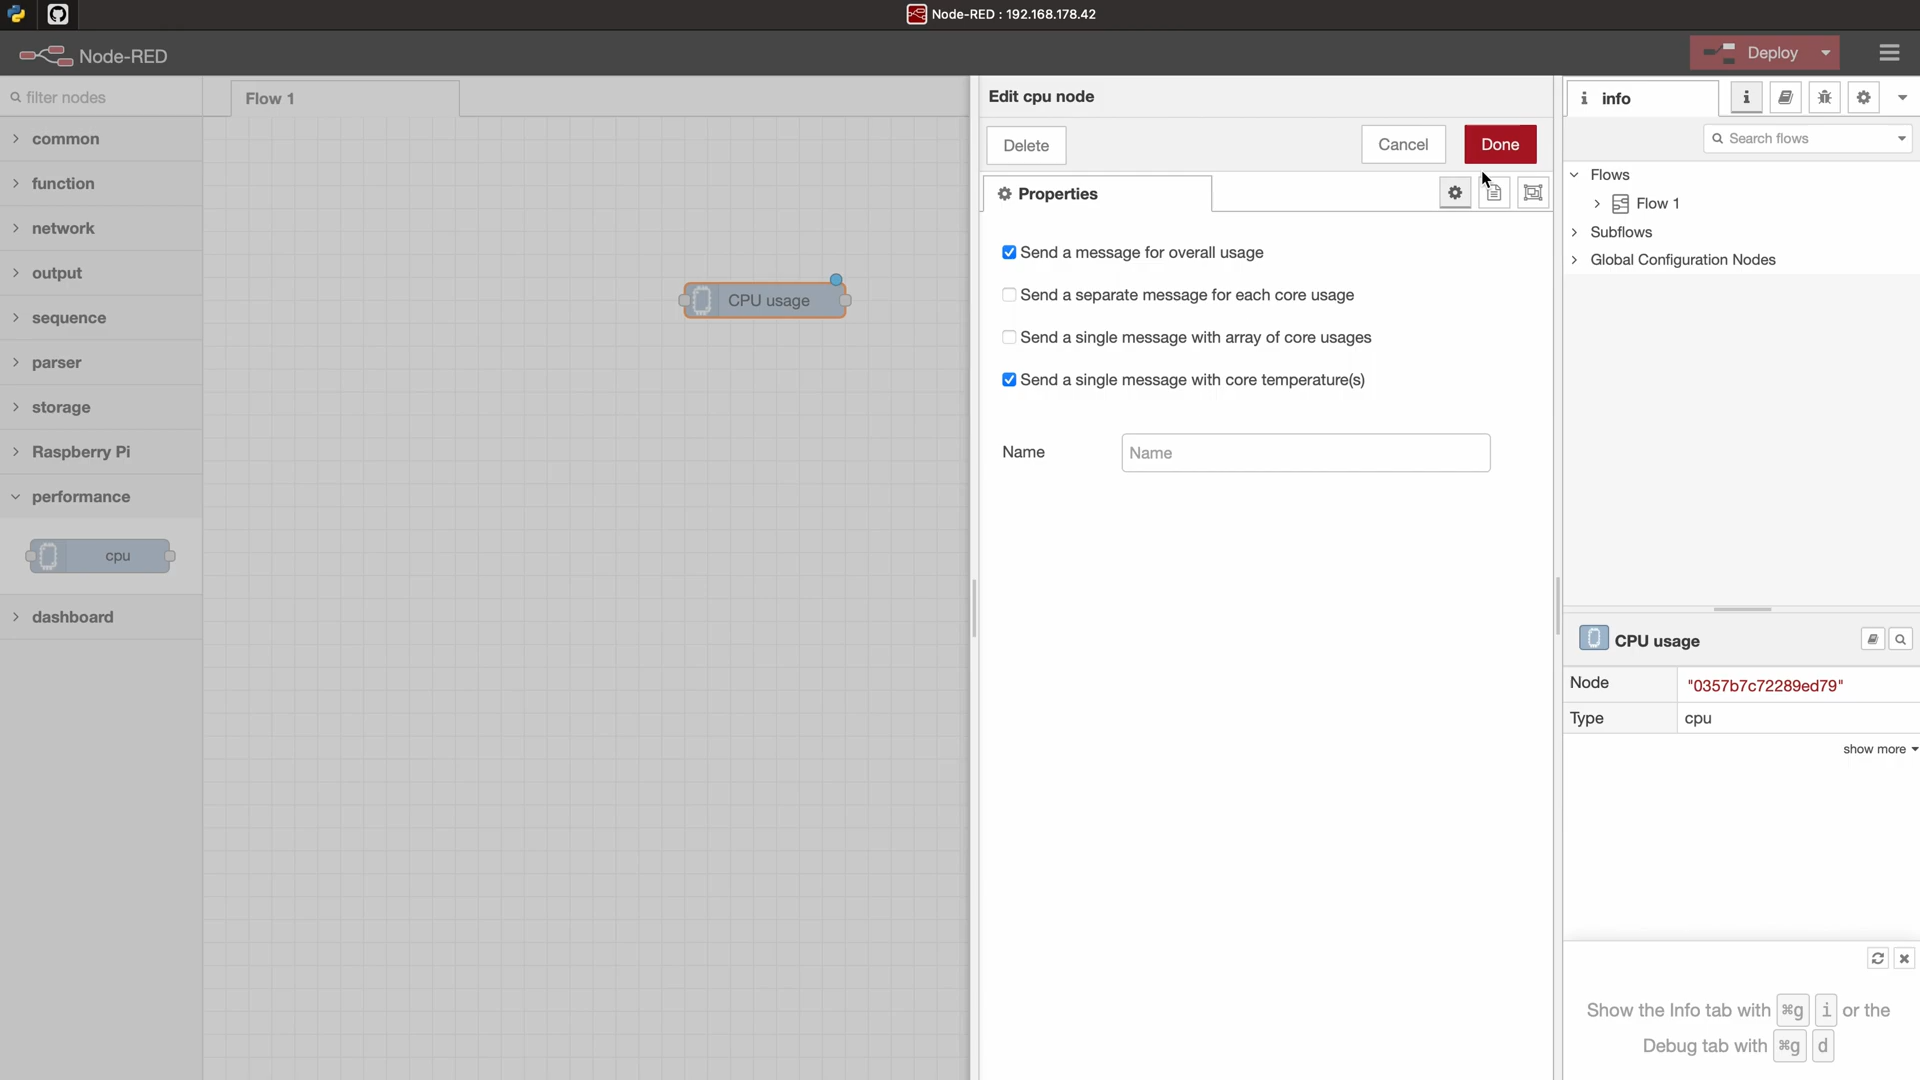 Node-RED : 192.168.178.42
Node-RED
Deploy
filter nodes
Flow 1
common
function
network
output
sequence
parser
storage
Raspberry Pi
performance
cpu
dashboard
CPU usage
Edit cpu node
Delete
Cancel
Done
Properties
Send a message for overall usage
Send a separate message for each core usage
Send a single message with array of core usages
Send a single message with core temperature(s)
Name
Name
i info
i
Search flows
Flows
Flow 1
Subflows
Global Configuration Nodes
CPU usage
Node "0357b7c72289ed79"
Type cpu
show more
Show the Info tab with ⌘g i or the
Debug tab with ⌘g d